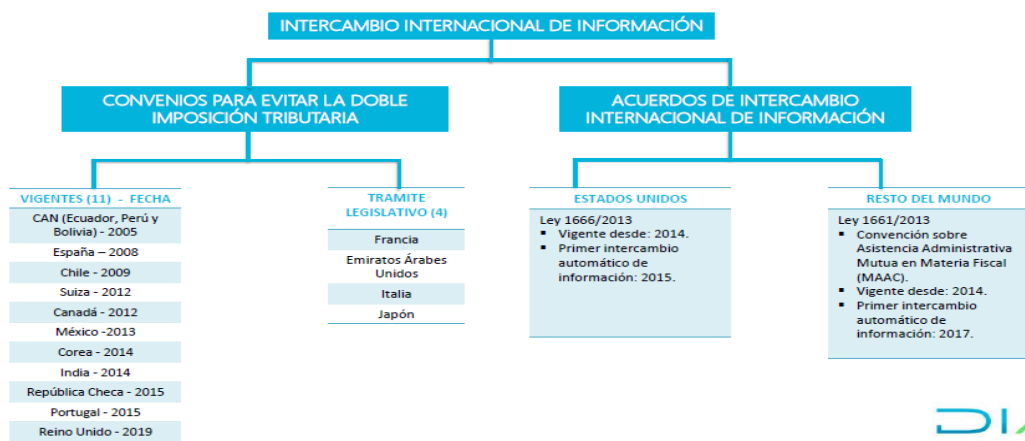 INTERCAMBIO INTERNACIONAL DE INFORMACIÓN
CONVENIOS PARA EVITAR LA DOBLE
IMPOSICIÓN TRIBUTARIA
ACUERDOS DE INTERCAMBIO
INTERNACIONAL DE INFORMACIÓN
VIGENTES (11) - FECHA
CAN (Ecuador, Perú y
Bolivia) - 2005
España – 2008
Chile - 2009
Suiza - 2012
Canadá - 2012
México -2013
Corea - 2014
India - 2014
República Checa - 2015
Portugal - 2015
Reino Unido - 2019
TRAMITE
LEGISLATIVO (4)
Francia
Emiratos Árabes
Unidos
Italia
Japón
ESTADOS UNIDOS
Ley 1666/2013
▪ Vigente desde: 2014.
▪ Primer intercambio
automático de
información: 2015.
RESTO DEL MUNDO
Ley 1661/2013
▪ Convención sobre
Asistencia Administrativa
Mutua en Materia Fiscal
(MAAC).
▪ Vigente desde: 2014.
▪ Primer intercambio
automático de
información: 2017.